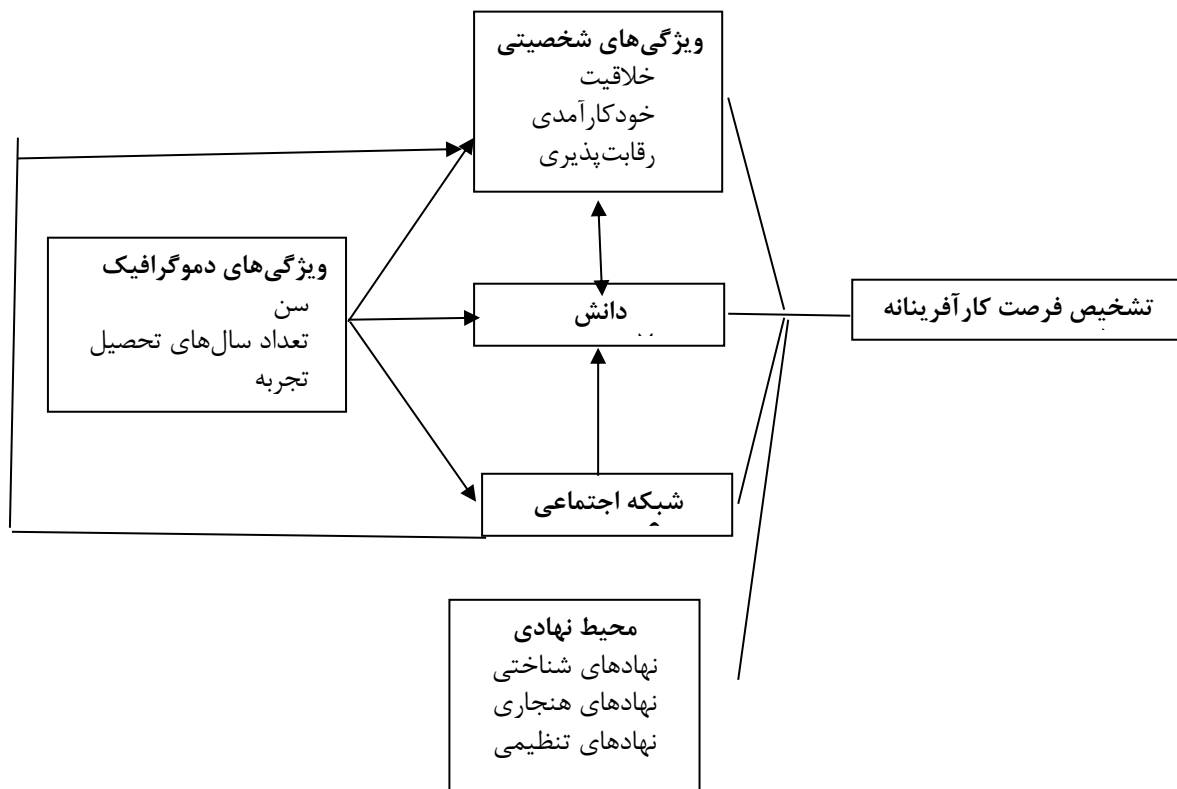 ویژگی‌های شخصیتی
خلاقیت
خودکارآمدی
رقابت‌پذیری
ویژگی‌های دموگرافیک
سن
تعداد سال‌های تحصیل
تجربه
دانش
تشخیص فرصت کارآفرینانه
شبکه اجتماعی
محیط نهادی
نهادهای شناختی
نهادهای هنجاری
نهادهای تنظیمی